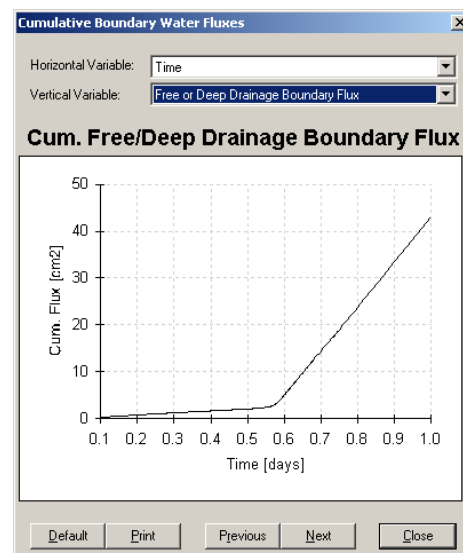 Cumulative Boundary Water Fluxes
Horizontal Variable: Time
Vertical Variable: Free or Deep Drainage Boundary Flux
Cum. Free/Deep Drainage Boundary Flux
50
40
30
20
10
0
Cum. Flux [cm2]
0.1 0.2 0.3 0.4 0.5 0.6 0.7 0.8 0.9 1.0
Time [days]
Default Print Previous Next Close